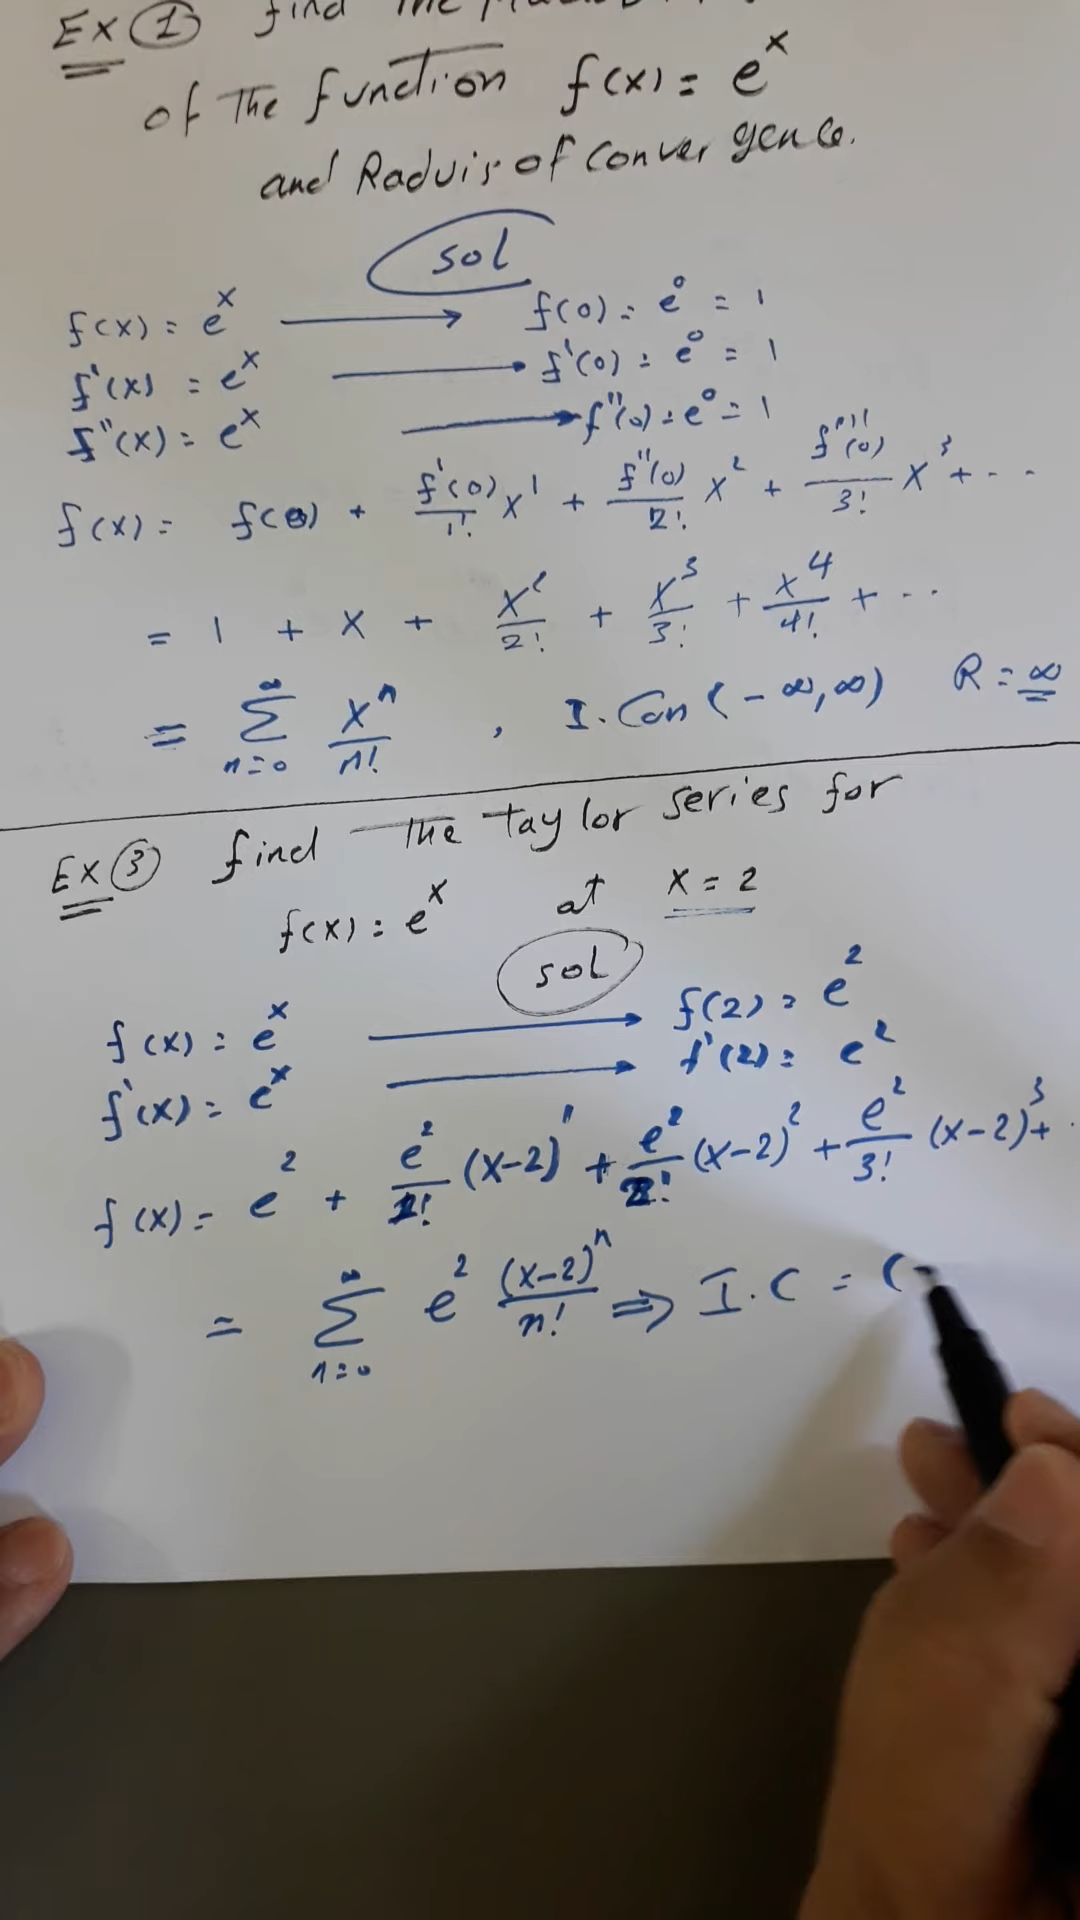 EX ① find the
of The function f(x) = e^x
and Raduis of Convergence.
sol
f(x) = e^x ⟶ f(0) = e^0 = 1
f'(x) = e^x ⟶ f'(0) = e^0 = 1
f''(x) = e^x ⟶ f''(0) = e^0 = 1
f(x) = f(0) + f'(0)/1! x^1 + f''(0)/2! x^2 + f'''(0)/3! x^3 + ...
= 1 + x + x^2/2! + x^3/3! + x^4/4! + ...
= ∑_{n=0}^{∞} x^n/n! , I. Con (-∞,∞) R = ∞
EX ③ find The taylor series for
f(x) = e^x at x = 2
sol
f(x) = e^x ⟶ f(2) = e^2
f'(x) = e^x ⟶ f'(2) = e^2
f(x) = e^2 + e^2/1! (x-2)^1 + e^2/2! (x-2)^2 + e^2/3! (x-2)^3 + .
= ∑_{n=0}^{∞} e^2 (x-2)^n/n! ⇒ I.C = (-